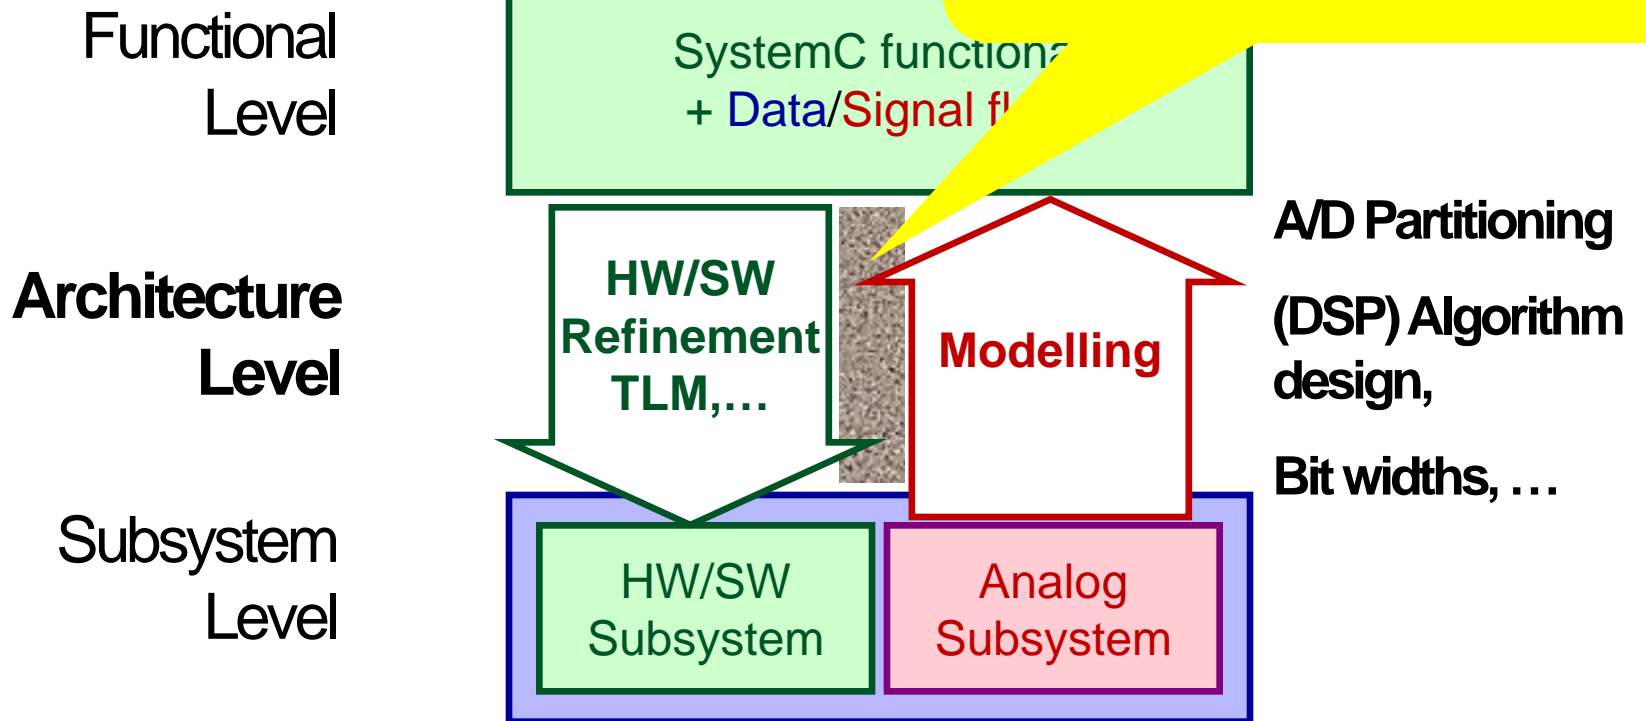 Functional
Level
SystemC functiona
+ Data/Signal fl
Architecture
Level
HW/SW
Refinement
TLM,…
Modelling
A/D Partitioning
(DSP) Algorithm
design,
Bit widths, …
Subsystem
Level
HW/SW
Subsystem
Analog
Subsystem